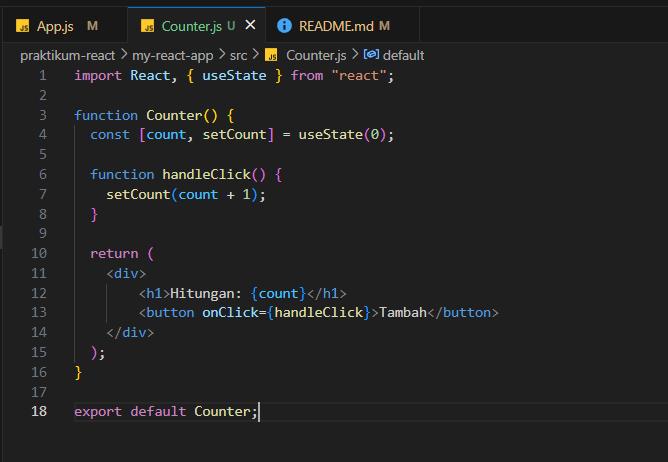 App.js M Counter.js U README.md M
praktikum-react > my-react-app > src > Counter.js > default
1 import React, { useState } from "react";
2
3 function Counter() {
4 const [count, setCount] = useState(0);
5
6 function handleClick() {
7 setCount(count + 1);
8 }
9
10 return (
11 <div>
12 <h1>Hitungan: {count}</h1>
13 <button onClick={handleClick}>Tambah</button>
14 </div>
15 );
16 }
17
18 export default Counter;